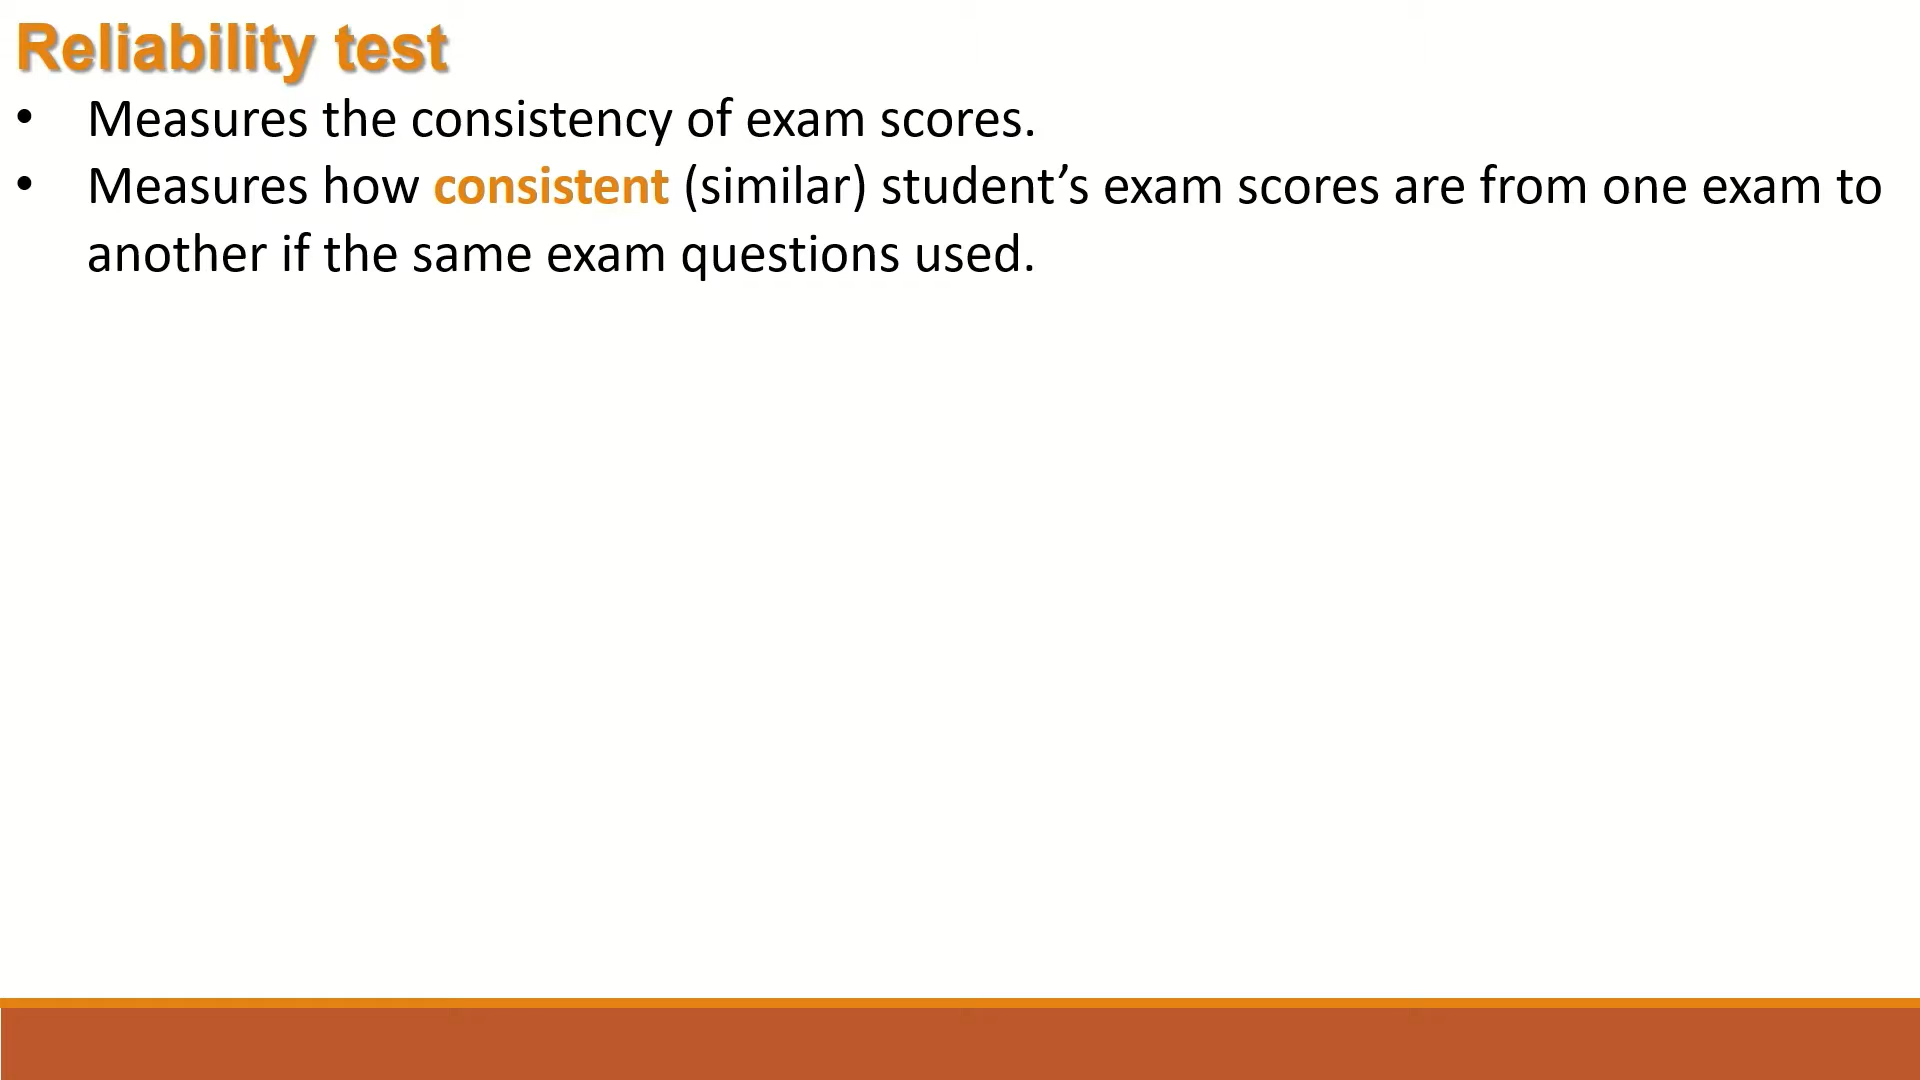 Reliability test
• Measures the consistency of exam scores.
• Measures how consistent (similar) student’s exam scores are from one exam to
another if the same exam questions used.